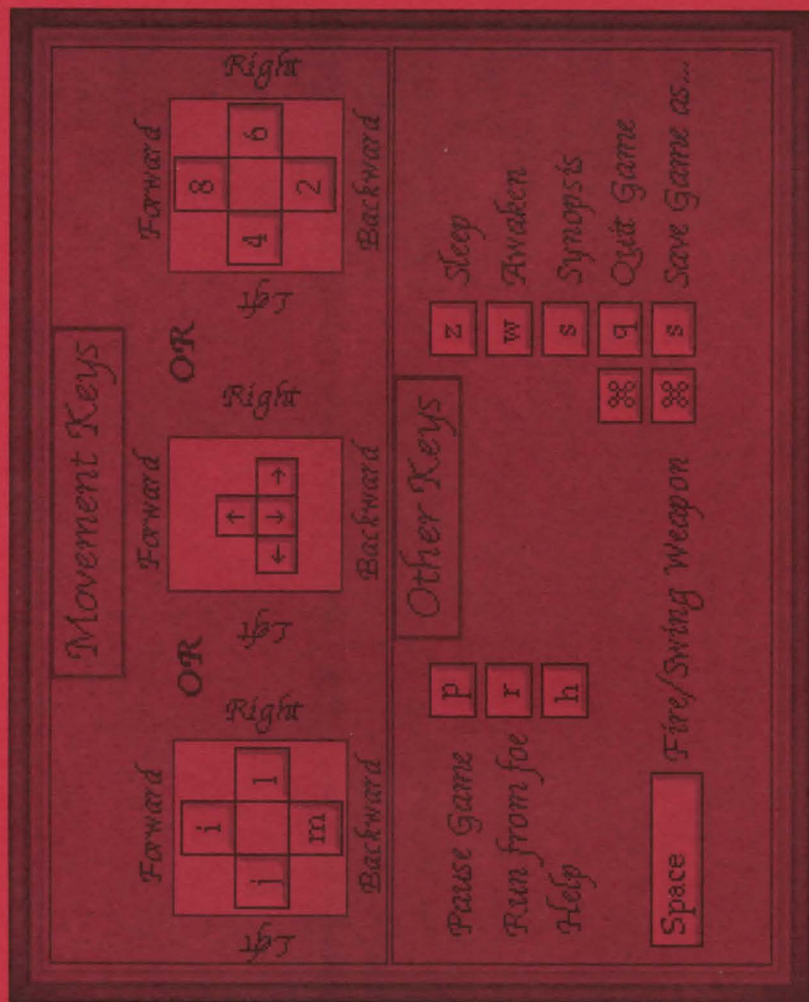 Movement Keys
Forward
Left
i
j
l
m
Right
Backward
OR
Forward
Left
↑
← ↓ →
Right
Backward
OR
Forward
Left
8
4
6
2
Right
Backward
Other Keys
Pause Game p
Run from foe r
Help h
Space Fire/Swing Weapon
z Sleep
w Awaken
s Synopsis
⌘ q Quit Game
⌘ s Save Game as...